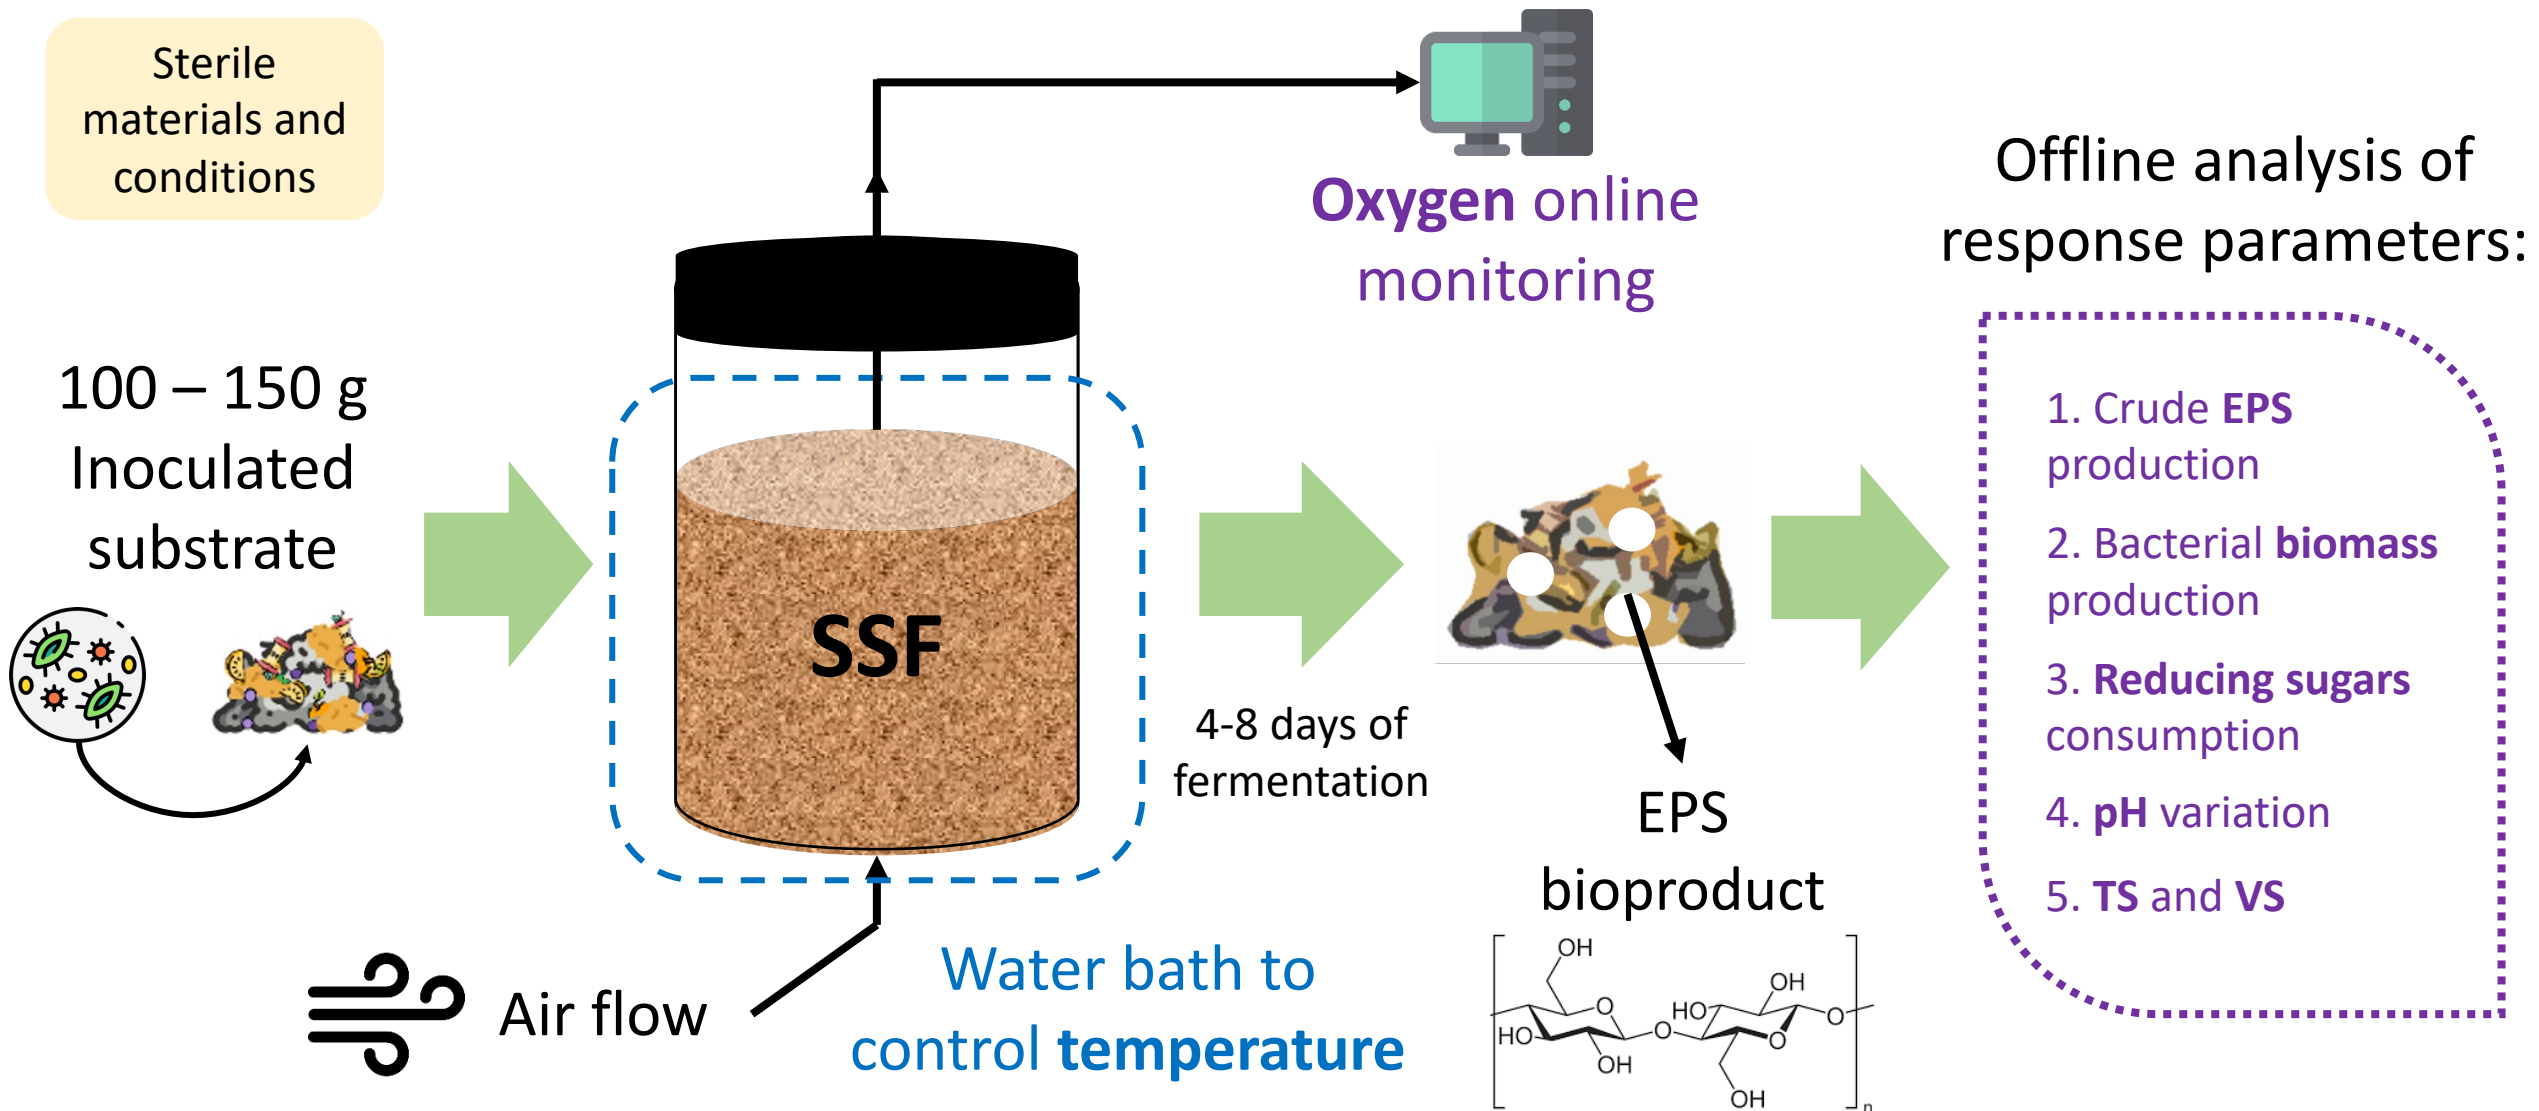 Sterile
materials and
conditions
100 – 150 g
Inoculated
substrate
SSF
Air flow
Water bath to
control temperature
Oxygen online
monitoring
4-8 days of
fermentation
EPS
bioproduct
OH
O
HO
OH
O
HO
OH
O
O
OH
n
Offline analysis of
response parameters:
1. Crude EPS
production
2. Bacterial biomass
production
3. Reducing sugars
consumption
4. pH variation
5. TS and VS